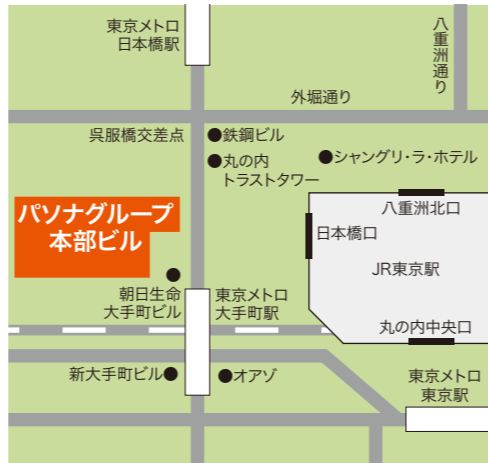 東京メトロ
日本橋駅
八重洲通り
外堀通り
呉服橋交差点
鉄鋼ビル
丸の内
トラストタワー
シャングリ・ラ・ホテル
パソナグループ
本部ビル
八重洲北口
日本橋口
JR東京駅
朝日生命
大手町ビル
東京メトロ
大手町駅
丸の内中央口
新大手町ビル
オアゾ
東京メトロ
東京駅